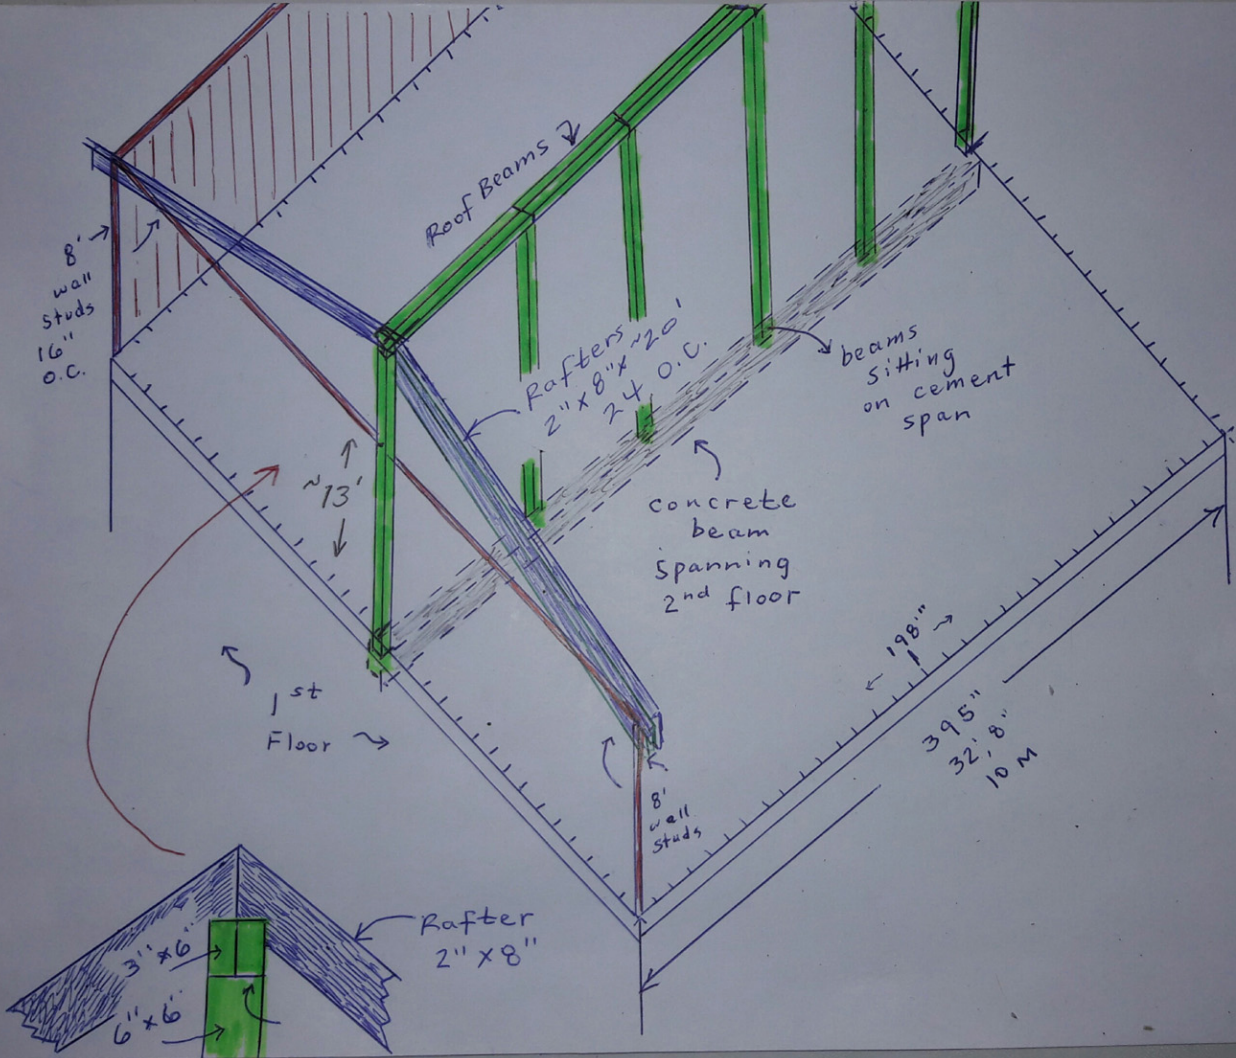 Roof Beams
8'
wall
studs
16"
O.C.
Rafters
2"x8"x~20'
24 O.C.
beams
sitting
on cement
span
~13'
concrete
beam
spanning
2nd floor
1st
Floor
198"
395"
32',8"
10 M
8'
wall
studs
Rafter
2"x8"
3"x6"
6"x6"